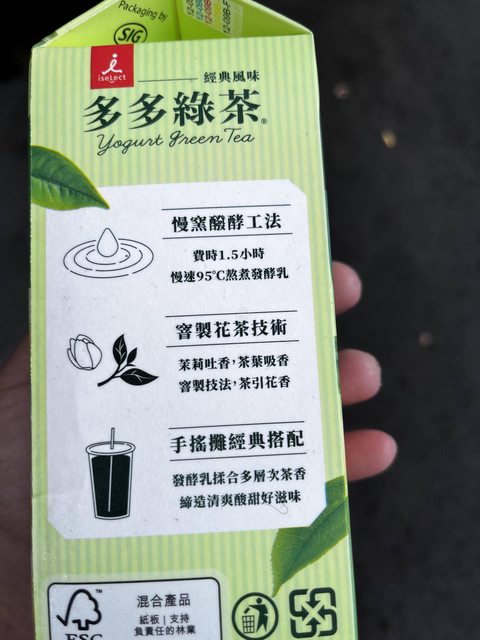 Packaging by
SIG
iseLect
經典風味
多多綠茶®
Yogurt Green Tea
慢窯醱酵工法
費時1.5小時
慢速95℃熬煮發酵乳
窨製花茶技術
茉莉吐香，茶葉吸香
窨製技法，茶引花香
手搖攤經典搭配
發酵乳揉合多層次茶香
締造清爽酸甜好滋味
混合產品
紙板｜支持
負責任的林業
FSC